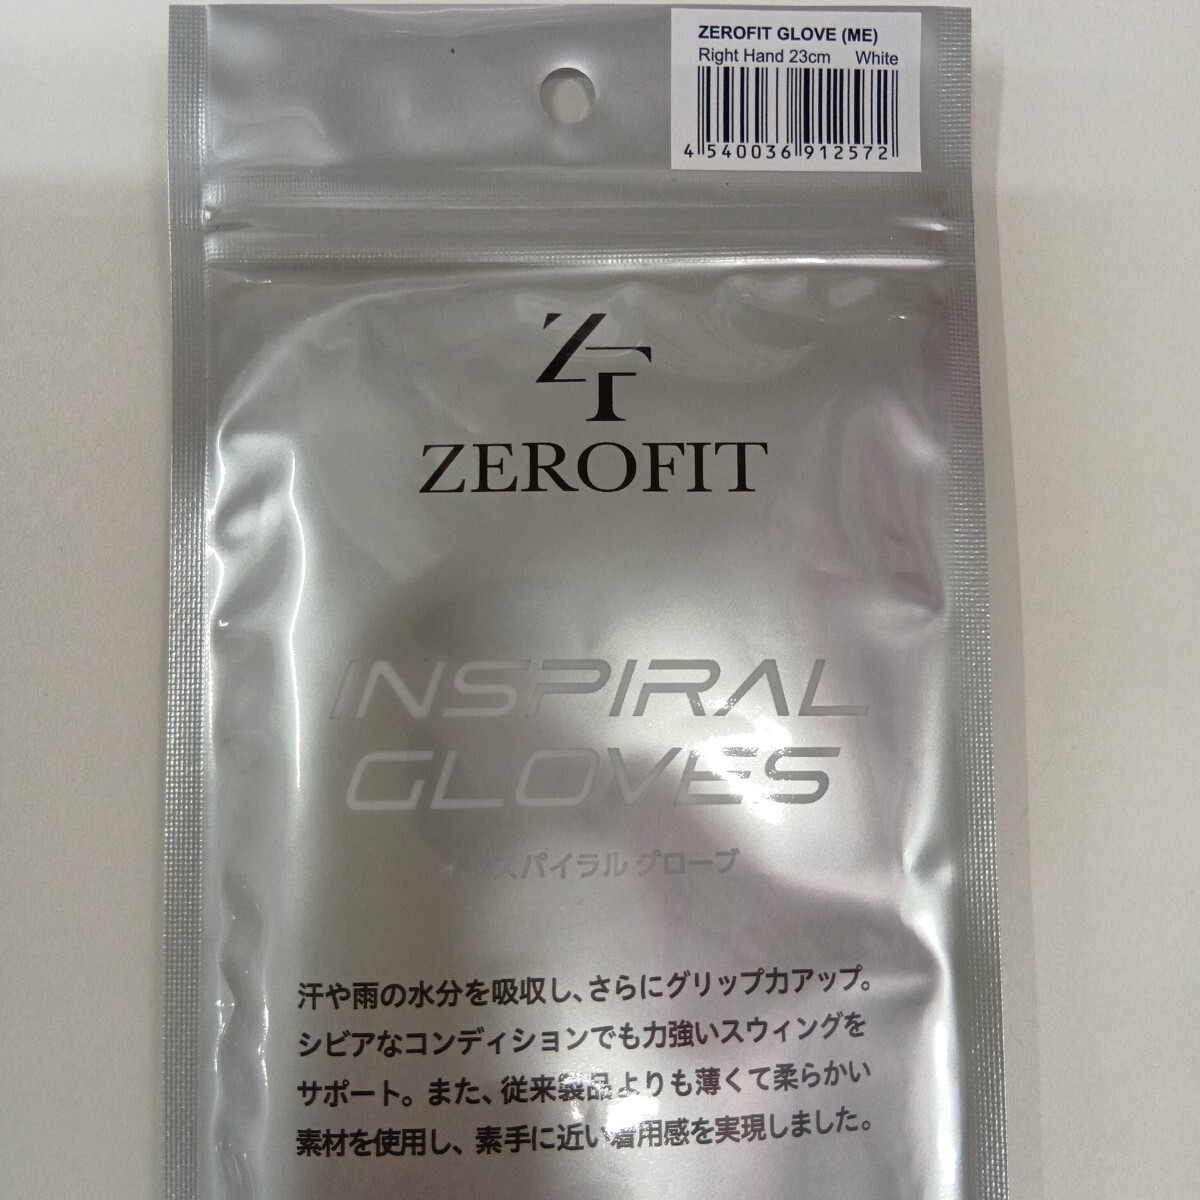 ZEROFIT GLOVE (ME)
Right Hand 23cm White
4 540036 912572
ZT
ZEROFIT
INSPIRAL
GLOVES
インスパイラル グローブ
汗や雨の水分を吸収し、さらにグリップ力アップ。
シビアなコンディションでも力強いスウィングを
サポート。また、従来製品よりも薄くて柔らかい
素材を使用し、素手に近い着用感を実現しました。